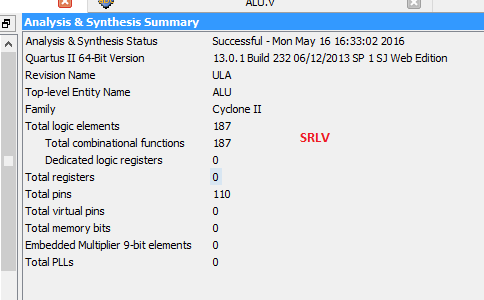 ALU.v
Analysis & Synthesis Summary
Analysis & Synthesis Status Successful - Mon May 16 16:33:02 2016
Quartus II 64-Bit Version 13.0.1 Build 232 06/12/2013 SP 1 SJ Web Edition
Revision Name ULA
Top-level Entity Name ALU
Family Cyclone II
Total logic elements 187
Total combinational functions 187
SRLV
Dedicated logic registers 0
Total registers 0
Total pins 110
Total virtual pins 0
Total memory bits 0
Embedded Multiplier 9-bit elements 0
Total PLLs 0